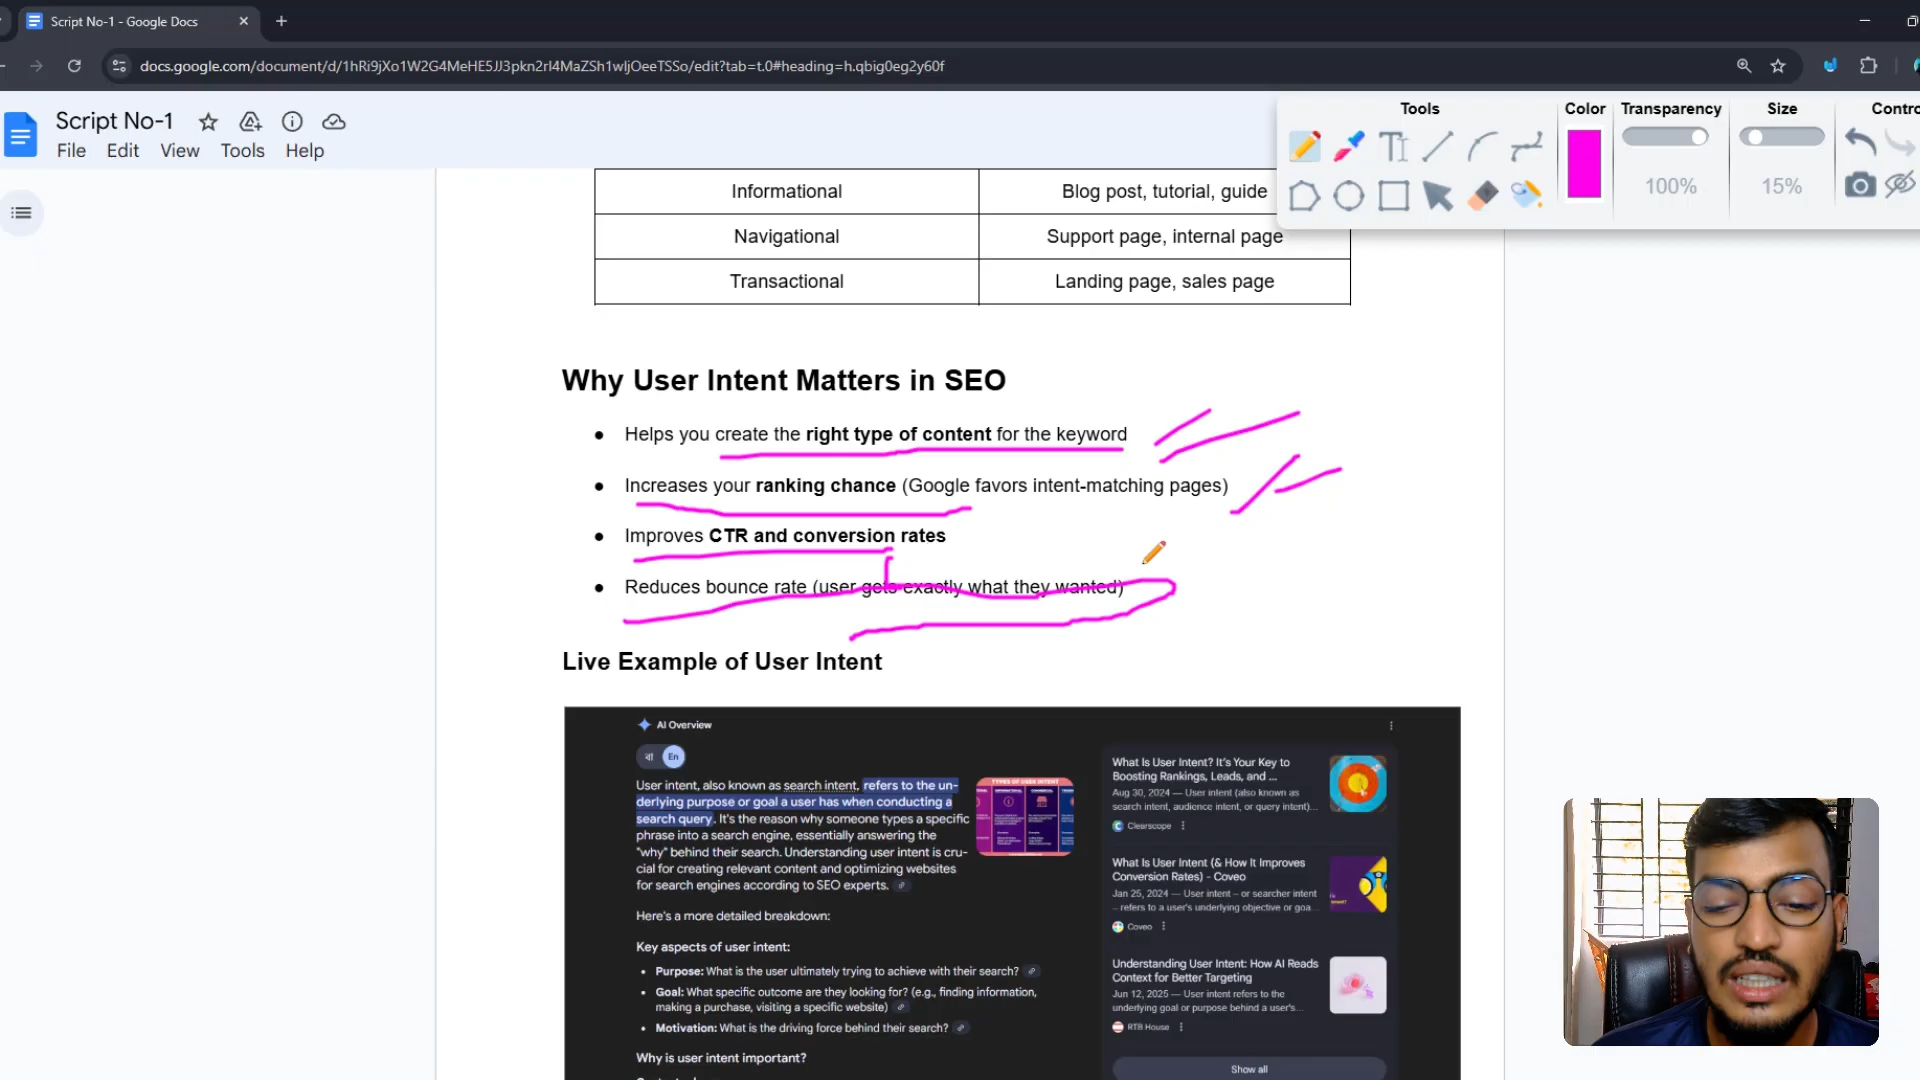 Script No-1 - Google Docs
docs.google.com/document/d/1hRi9jXo1W2G4MeHE5JJ3pkn2rI4MaZSh1wIjOeeTSSo/edit?tab=t.0#heading=h.qbig0eg2y60f
Script No-1
File Edit View Tools Help
Tools Color Transparency Size Contro
100% 15%
Informational Blog post, tutorial, guide
Navigational Support page, internal page
Transactional Landing page, sales page
Why User Intent Matters in SEO
● Helps you create the right type of content for the keyword
● Increases your ranking chance (Google favors intent-matching pages)
● Improves CTR and conversion rates
● Reduces bounce rate (user gets exactly what they wanted)
Live Example of User Intent
AI Overview
বা En
User intent, also known as search intent, refers to the un-
derlying purpose or goal a user has when conducting a
search query. It's the reason why someone types a specific
phrase into a search engine, essentially answering the
"why" behind their search. Understanding user intent is cru-
cial for creating relevant content and optimizing websites
for search engines according to SEO experts.
Here's a more detailed breakdown:
Key aspects of user intent:
• Purpose: What is the user ultimately trying to achieve with their search?
• Goal: What specific outcome are they looking for? (e.g., finding information,
making a purchase, visiting a specific website)
• Motivation: What is the driving force behind their search?
Why is user intent important?
TYPES OF USER INTENT
What Is User Intent? It's Your Key to
Boosting Rankings, Leads, and ...
Aug 30, 2024 — User intent (also known as
search intent, audience intent, or query intent)...
Clearscope
What Is User Intent (& How It Improves
Conversion Rates) - Coveo
Jan 25, 2024 — User intent – or searcher intent
– refers to a user's underlying objective or goa...
Coveo
Understanding User Intent: How AI Reads
Context for Better Targeting
Jun 12, 2025 — User intent refers to the
underlying goal or purpose behind a user's...
RTB House
Show all